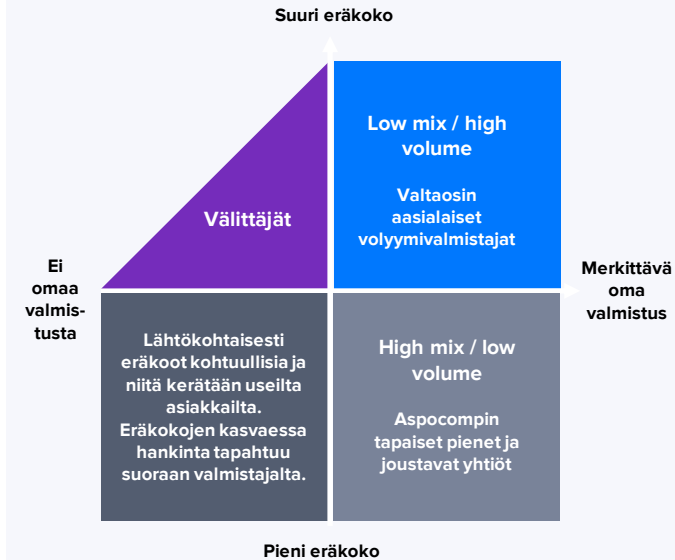 Suuri eräkoko
Low mix / high
volume
Valtaosin
aasialaiset
volyymivalmistajat
Välittäjät
Ei
omaa
valmis-
tusta
Merkittävä
oma
valmistus
Lähtökohtaisesti
eräkoot kohtuullisia ja
niitä kerätään useilta
asiakkailta.
Eräkokojen kasvaessa
hankinta tapahtuu
suoraan valmistajalta.
High mix / low
volume
Aspocompin
tapaiset pienet ja
joustavat yhtiöt
Pieni eräkoko